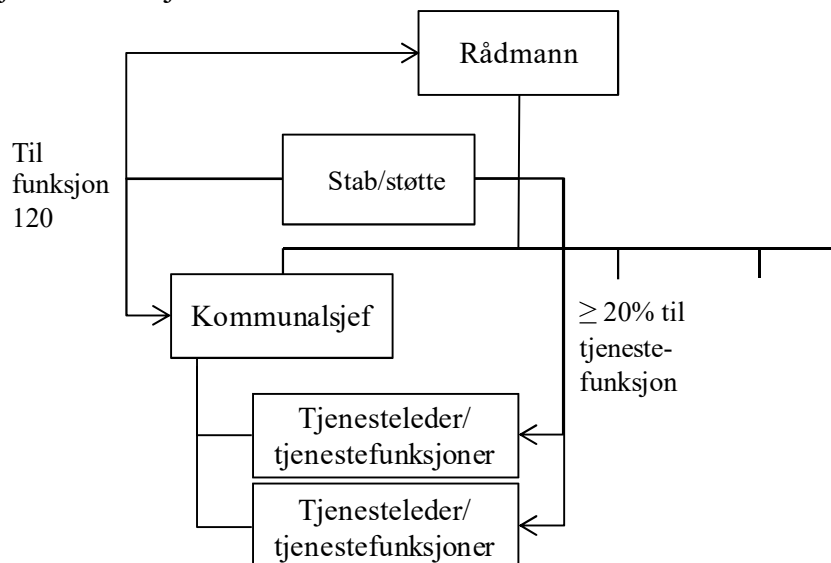 Rådmann
Til
funksjon
120
Stab/støtte
Kommunalsjef
≥ 20% til
tjeneste-
funksjon
Tjenesteleder/
tjenestefunksjoner
Tjenesteleder/
tjenestefunksjoner